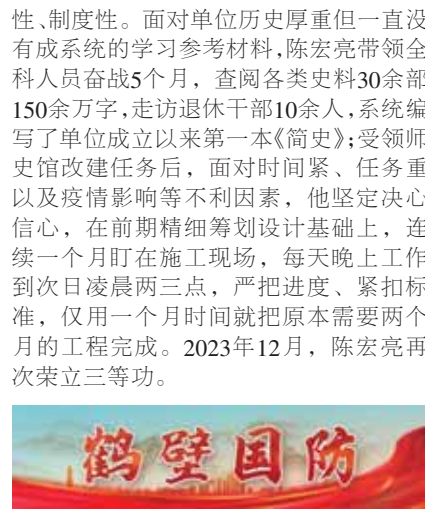 性、制度性。面对单位历史厚重但一直没
有成系统的学习参考材料,陈宏亮带领全
科人员奋战5个月，查阅各类史料30余部
150余万字,走访退休干部10余人,系统编
写了单位成立以来第一本《简史》;受领师
史馆改建任务后，面对时间紧、任务重
以及疫情影响等不利因素，他坚定决心
信心，在前期精细筹划设计基础上，连
续一个月盯在施工现场，每天晚上工作
到次日凌晨两三点，严把进度、紧扣标
准，仅用一个月时间就把原本需要两个
月的工程完成。2023年12月，陈宏亮再
次荣立三等功。
鹤壁国防